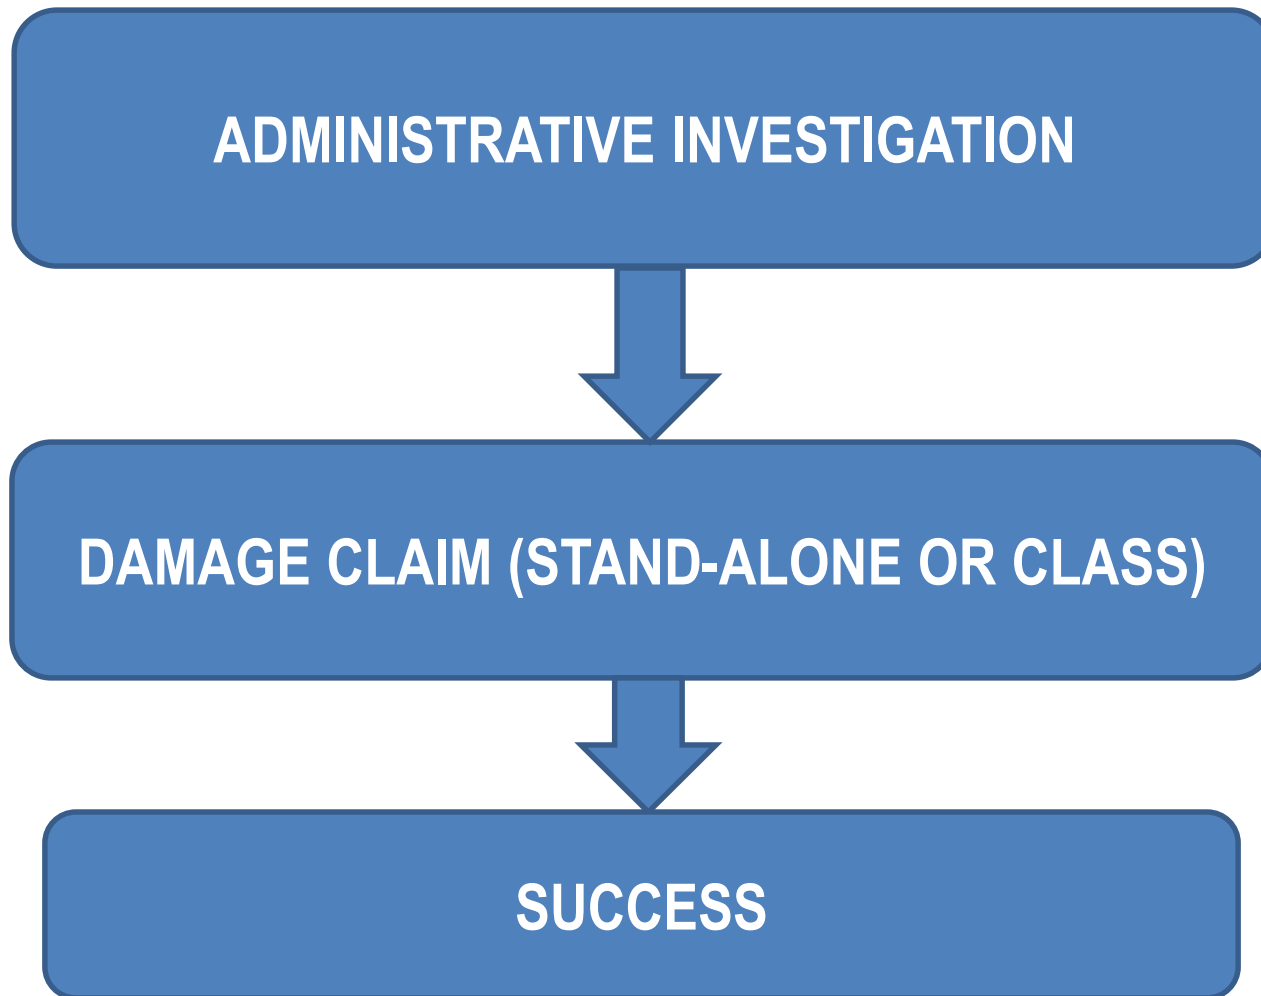 ADMINISTRATIVE INVESTIGATION
DAMAGE CLAIM (STAND-ALONE OR CLASS)
SUCCESS